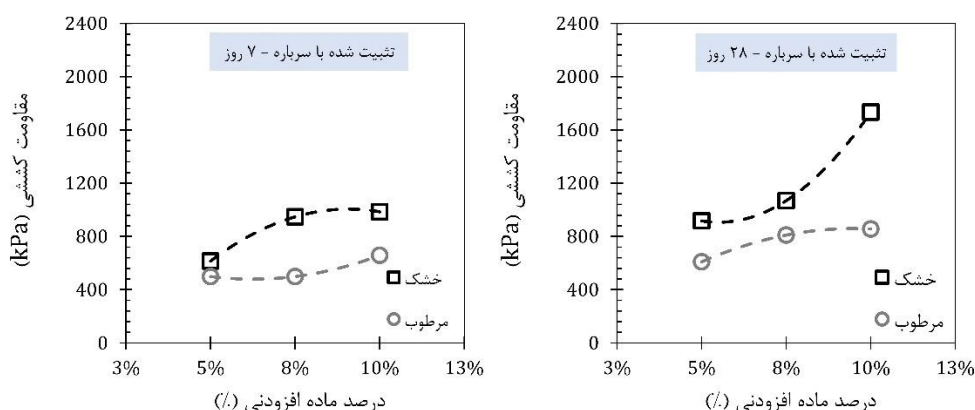 مقاومت کششی (kPa)
2400
2000
1600
1200
800
400
0
تثبیت شده با سرباره - ۷ روز
خشک
مرطوب
3% 5% 8% 10% 13%
درصد ماده افزودنی (٪)
مقاومت کششی (kPa)
2400
2000
1600
1200
800
400
0
تثبیت شده با سرباره - ۲۸ روز
خشک
مرطوب
3% 5% 8% 10% 13%
درصد ماده افزودنی (٪)